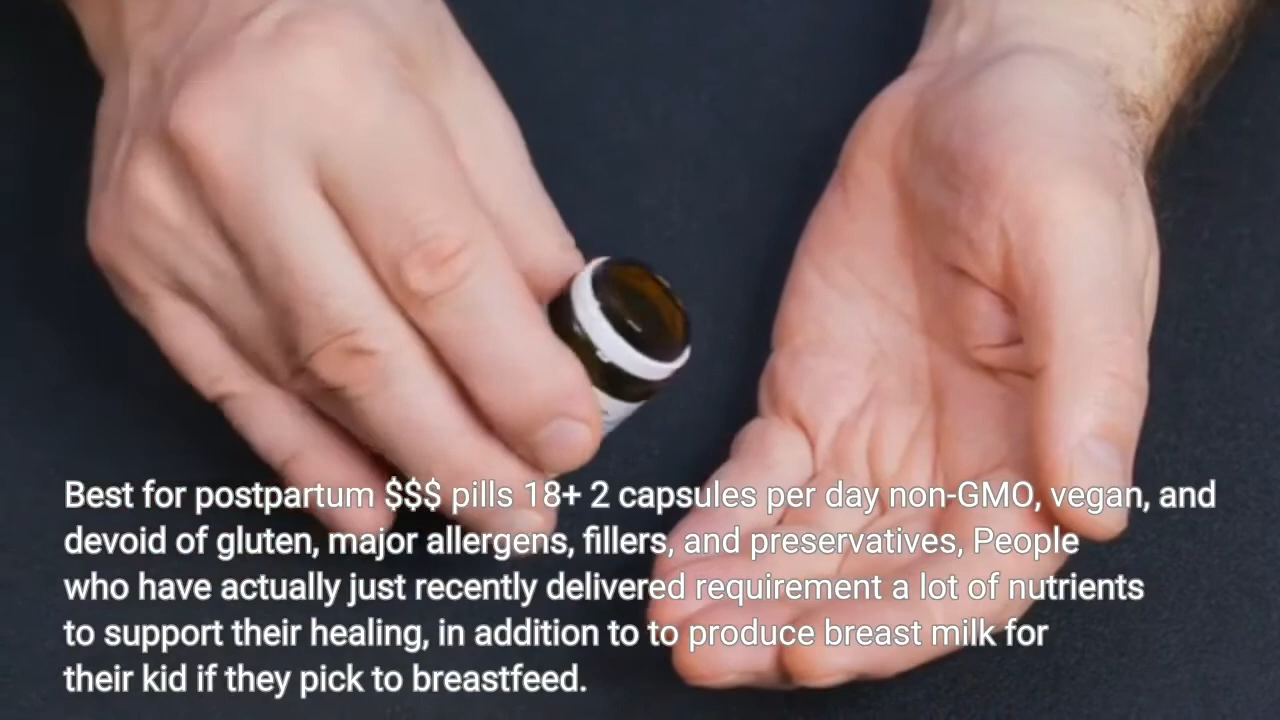 Best for postpartum $$$ pills 18+ 2 capsules per day non-GMO, vegan, and
devoid of gluten, major allergens, fillers, and preservatives, People
who have actually just recently delivered requirement a lot of nutrients
to support their healing, in addition to to produce breast milk for
their kid if they pick to breastfeed.